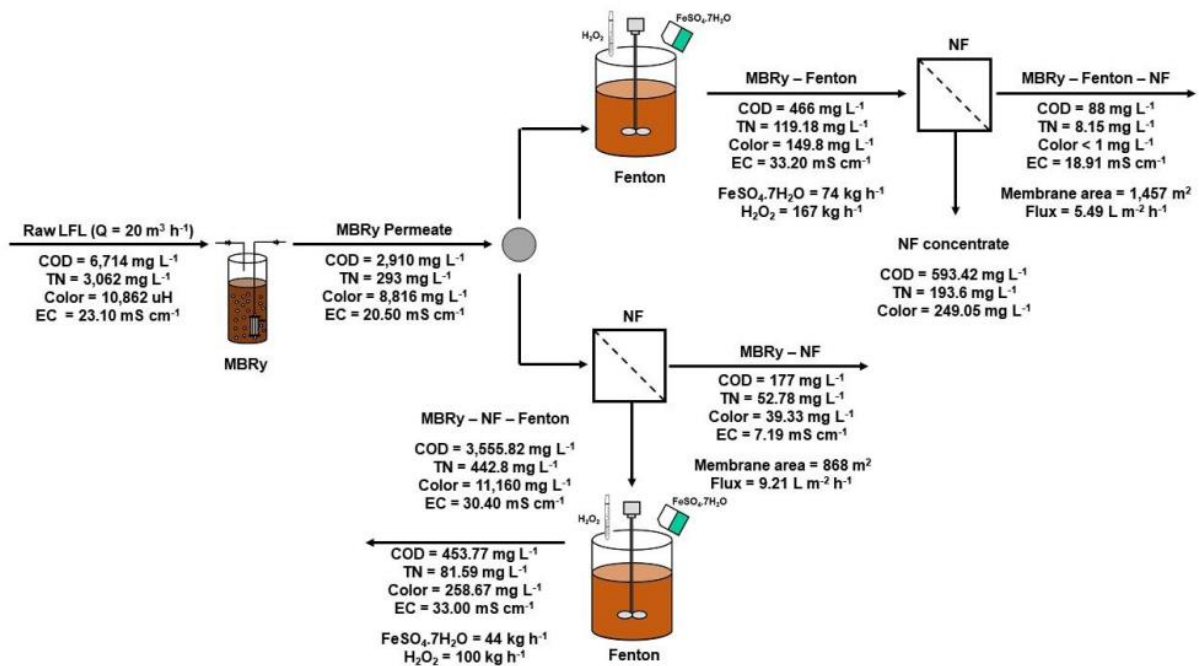 H₂O₂
FeSO₄.7H₂O
Fenton
MBRy – Fenton
COD = 466 mg L⁻¹
TN = 119.18 mg L⁻¹
Color = 149.8 mg L⁻¹
EC = 33.20 mS cm⁻¹
FeSO₄.7H₂O = 74 kg h⁻¹
H₂O₂ = 167 kg h⁻¹
NF
MBRy – Fenton – NF
COD = 88 mg L⁻¹
TN = 8.15 mg L⁻¹
Color < 1 mg L⁻¹
EC = 18.91 mS cm⁻¹
Membrane area = 1,457 m²
Flux = 5.49 L m⁻² h⁻¹
NF concentrate
COD = 593.42 mg L⁻¹
TN = 193.6 mg L⁻¹
Color = 249.05 mg L⁻¹
Raw LFL (Q = 20 m³ h⁻¹)
COD = 6,714 mg L⁻¹
TN = 3,062 mg L⁻¹
Color = 10,862 uH
EC = 23.10 mS cm⁻¹
MBRy
MBRy Permeate
COD = 2,910 mg L⁻¹
TN = 293 mg L⁻¹
Color = 8,816 mg L⁻¹
EC = 20.50 mS cm⁻¹
NF
MBRy – NF
COD = 177 mg L⁻¹
TN = 52.78 mg L⁻¹
Color = 39.33 mg L⁻¹
EC = 7.19 mS cm⁻¹
Membrane area = 868 m²
Flux = 9.21 L m⁻² h⁻¹
MBRy – NF – Fenton
COD = 3,555.82 mg L⁻¹
TN = 442.8 mg L⁻¹
Color = 11,160 mg L⁻¹
EC = 30.40 mS cm⁻¹
H₂O₂
FeSO₄.7H₂O
COD = 453.77 mg L⁻¹
TN = 81.59 mg L⁻¹
Color = 258.67 mg L⁻¹
EC = 33.00 mS cm⁻¹
FeSO₄.7H₂O = 44 kg h⁻¹
H₂O₂ = 100 kg h⁻¹
Fenton